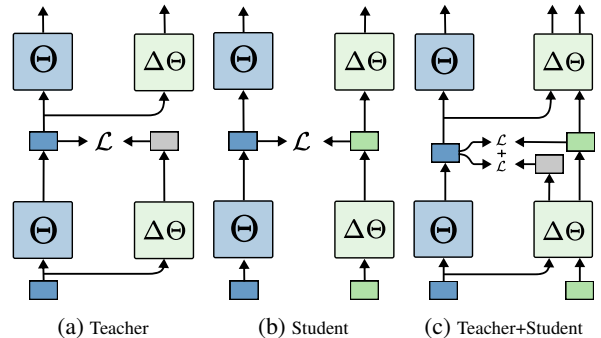 Θ ΔΘ Θ ΔΘ Θ ΔΘ
ℒ ℒ ℒ
+
ℒ
Θ ΔΘ Θ ΔΘ Θ ΔΘ
(a) Teacher (b) Student (c) Teacher+Student